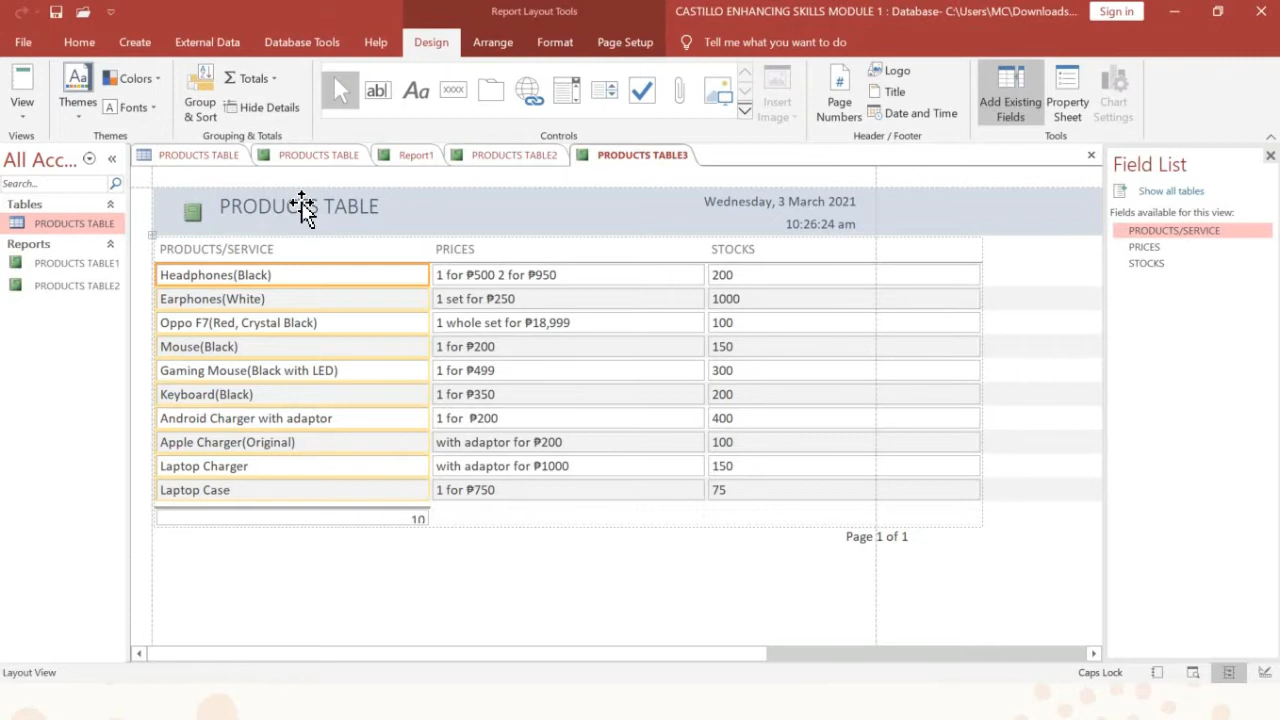 Report Layout Tools
CASTILLO ENHANCING SKILLS MODULE 1 : Database- C:\Users\MC\Downloads...
Sign in
File
Home
Create
External Data
Database Tools
Help
Design
Arrange
Format
Page Setup
Tell me what you want to do
View
Themes
Colors
Fonts
Group & Sort
Totals
Hide Details
ab|
Aa
xxxx
Insert Image
Page Numbers
Logo
Title
Date and Time
Add Existing Fields
Property Sheet
Chart Settings
Views
Themes
Grouping & Totals
Controls
Header / Footer
Tools
All Acc...
Search...
Tables
PRODUCTS TABLE
Reports
PRODUCTS TABLE1
PRODUCTS TABLE2
PRODUCTS TABLE
PRODUCTS TABLE
Report1
PRODUCTS TABLE2
PRODUCTS TABLE3
PRODUCTS TABLE
Wednesday, 3 March 2021
10:26:24 am
PRODUCTS/SERVICE PRICES STOCKS
Headphones(Black) 1 for ₱500 2 for ₱950 200
Earphones(White) 1 set for ₱250 1000
Oppo F7(Red, Crystal Black) 1 whole set for ₱18,999 100
Mouse(Black) 1 for ₱200 150
Gaming Mouse(Black with LED) 1 for ₱499 300
Keyboard(Black) 1 for ₱350 200
Android Charger with adaptor 1 for  ₱200 400
Apple Charger(Original) with adaptor for ₱200 100
Laptop Charger with adaptor for ₱1000 150
Laptop Case 1 for ₱750 75
10
Page 1 of 1
Field List
Show all tables
Fields available for this view:
PRODUCTS/SERVICE
PRICES
STOCKS
Layout View
Caps Lock